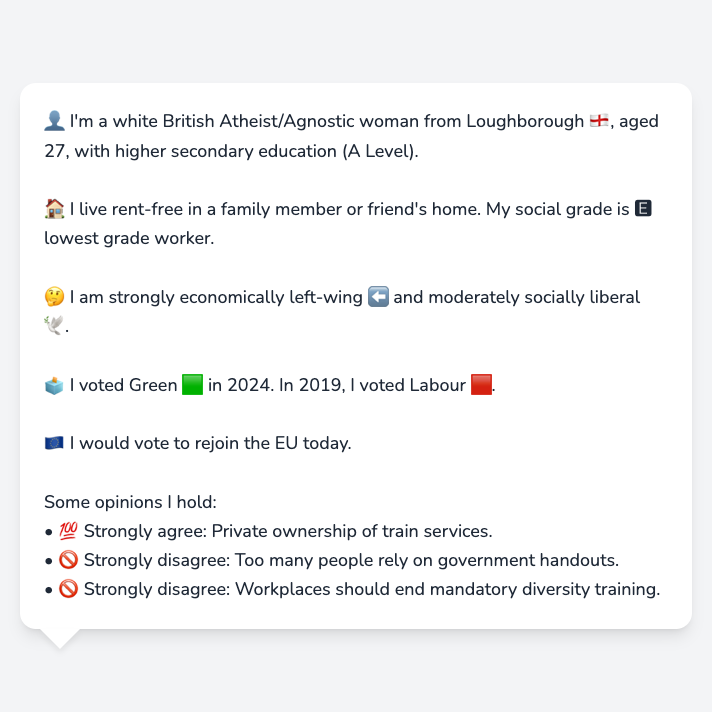 👤 I'm a white British Atheist/Agnostic woman from Loughborough 🏴󠁧󠁢󠁥󠁮󠁧󠁿, aged
27, with higher secondary education (A Level).
🏠 I live rent-free in a family member or friend's home. My social grade is 🅴
lowest grade worker.
🤔 I am strongly economically left-wing ⬅️ and moderately socially liberal
🕊️.
🗳️ I voted Green 🟩 in 2024. In 2019, I voted Labour 🟥.
🇪🇺 I would vote to rejoin the EU today.
Some opinions I hold:
• 💯 Strongly agree: Private ownership of train services.
• 🚫 Strongly disagree: Too many people rely on government handouts.
• 🚫 Strongly disagree: Workplaces should end mandatory diversity training.